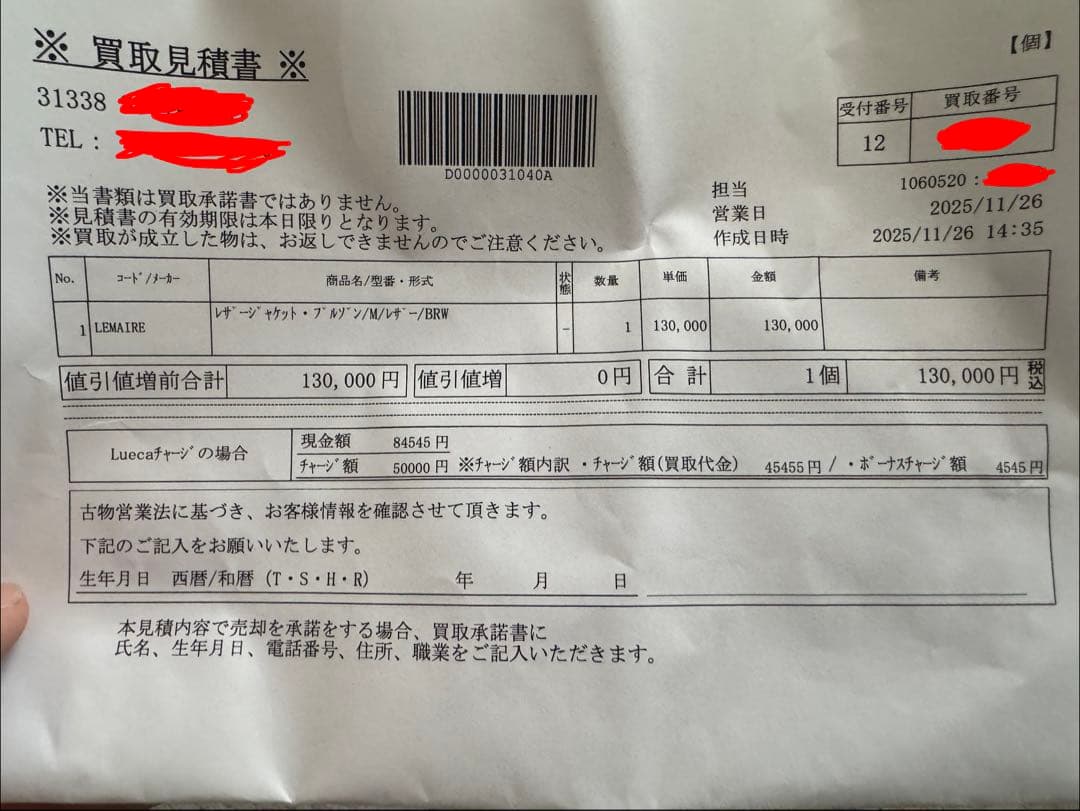 ※ 買取見積書 ※
【個】
31338
TEL :
D0000031040A
受付番号 買取番号
12
※当書類は買取承諾書ではありません。
※見積書の有効期限は本日限りとなります。
※買取が成立した物は、お返しできませんのでご注意ください。
担当 1060520 :
営業日 2025/11/26
作成日時 2025/11/26 14:35
No. コード/メーカー 商品名/型番・形式 状態 数量 単価 金額 備考
1 LEMAIRE レザージャケット・ブルゾン/M/レザー/BRW - 1 130,000 130,000
値引値増前合計 130,000円 値引値増 0円 合計 1個 130,000円 税込
Luecaチャージの場合
現金額 84545円
チャージ額 50000円 ※チャージ額内訳 ・チャージ額(買取代金) 45455円 / ・ボーナスチャージ額 4545円
古物営業法に基づき、お客様情報を確認させて頂きます。
下記のご記入をお願いいたします。
生年月日 西暦/和暦 (T・S・H・R) 年 月 日
本見積内容で売却を承諾をする場合、買取承諾書に
氏名、生年月日、電話番号、住所、職業をご記入いただきます。